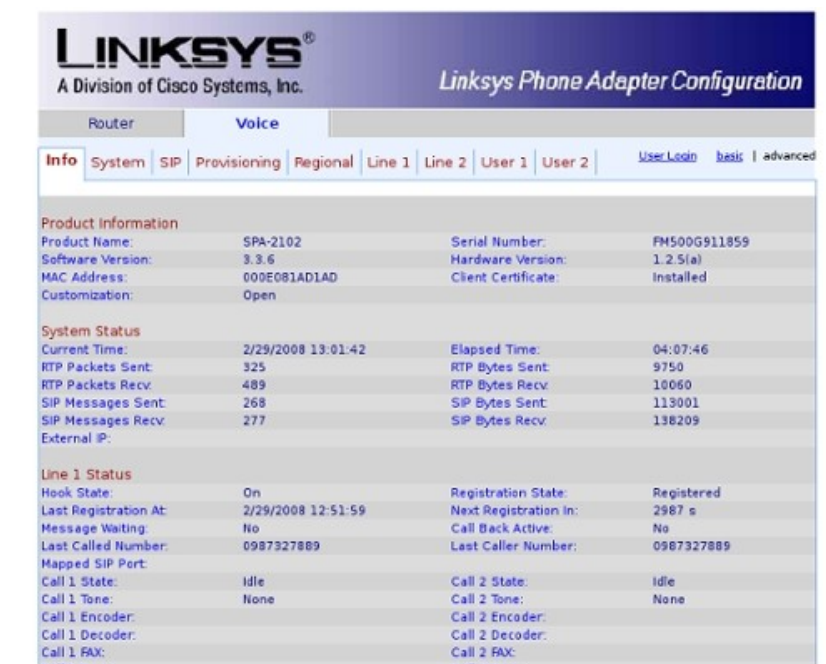 LINKSYS®
A Division of Cisco Systems, Inc.
Linksys Phone Adapter Configuration
Router Voice
Info System SIP Provisioning Regional Line 1 Line 2 User 1 User 2 User Login basic | advanced
Product Information
Product Name: SPA-2102 Serial Number: FM500G911859
Software Version: 3.3.6 Hardware Version: 1.2.5(a)
MAC Address: 000E081AD1AD Client Certificate: Installed
Customization: Open
System Status
Current Time: 2/29/2008 13:01:42 Elapsed Time: 04:07:46
RTP Packets Sent: 325 RTP Bytes Sent: 9750
RTP Packets Recv: 489 RTP Bytes Recv: 10060
SIP Messages Sent: 268 SIP Bytes Sent: 113001
SIP Messages Recv: 277 SIP Bytes Recv: 138209
External IP:
Line 1 Status
Hook State: On Registration State: Registered
Last Registration At: 2/29/2008 12:51:59 Next Registration In: 2987 s
Message Waiting: No Call Back Active: No
Last Called Number: 0987327889 Last Caller Number: 0987327889
Mapped SIP Port:
Call 1 State: Idle Call 2 State: Idle
Call 1 Tone: None Call 2 Tone: None
Call 1 Encoder: Call 2 Encoder:
Call 1 Decoder: Call 2 Decoder:
Call 1 FAX: Call 2 FAX: